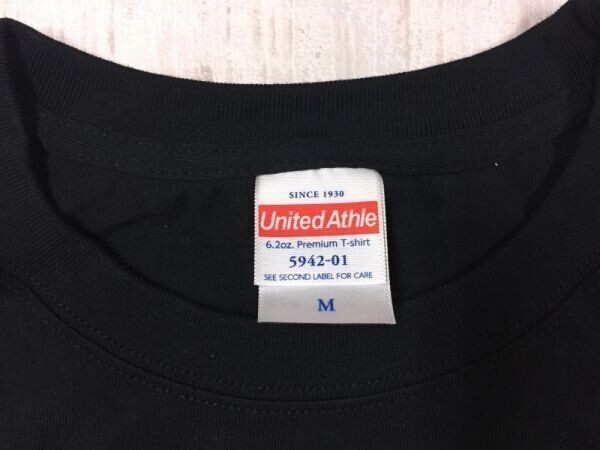 SINCE 1930
United Athle
6.2oz. Premium T-shirt
5942-01
SEE SECOND LABEL FOR CARE
M